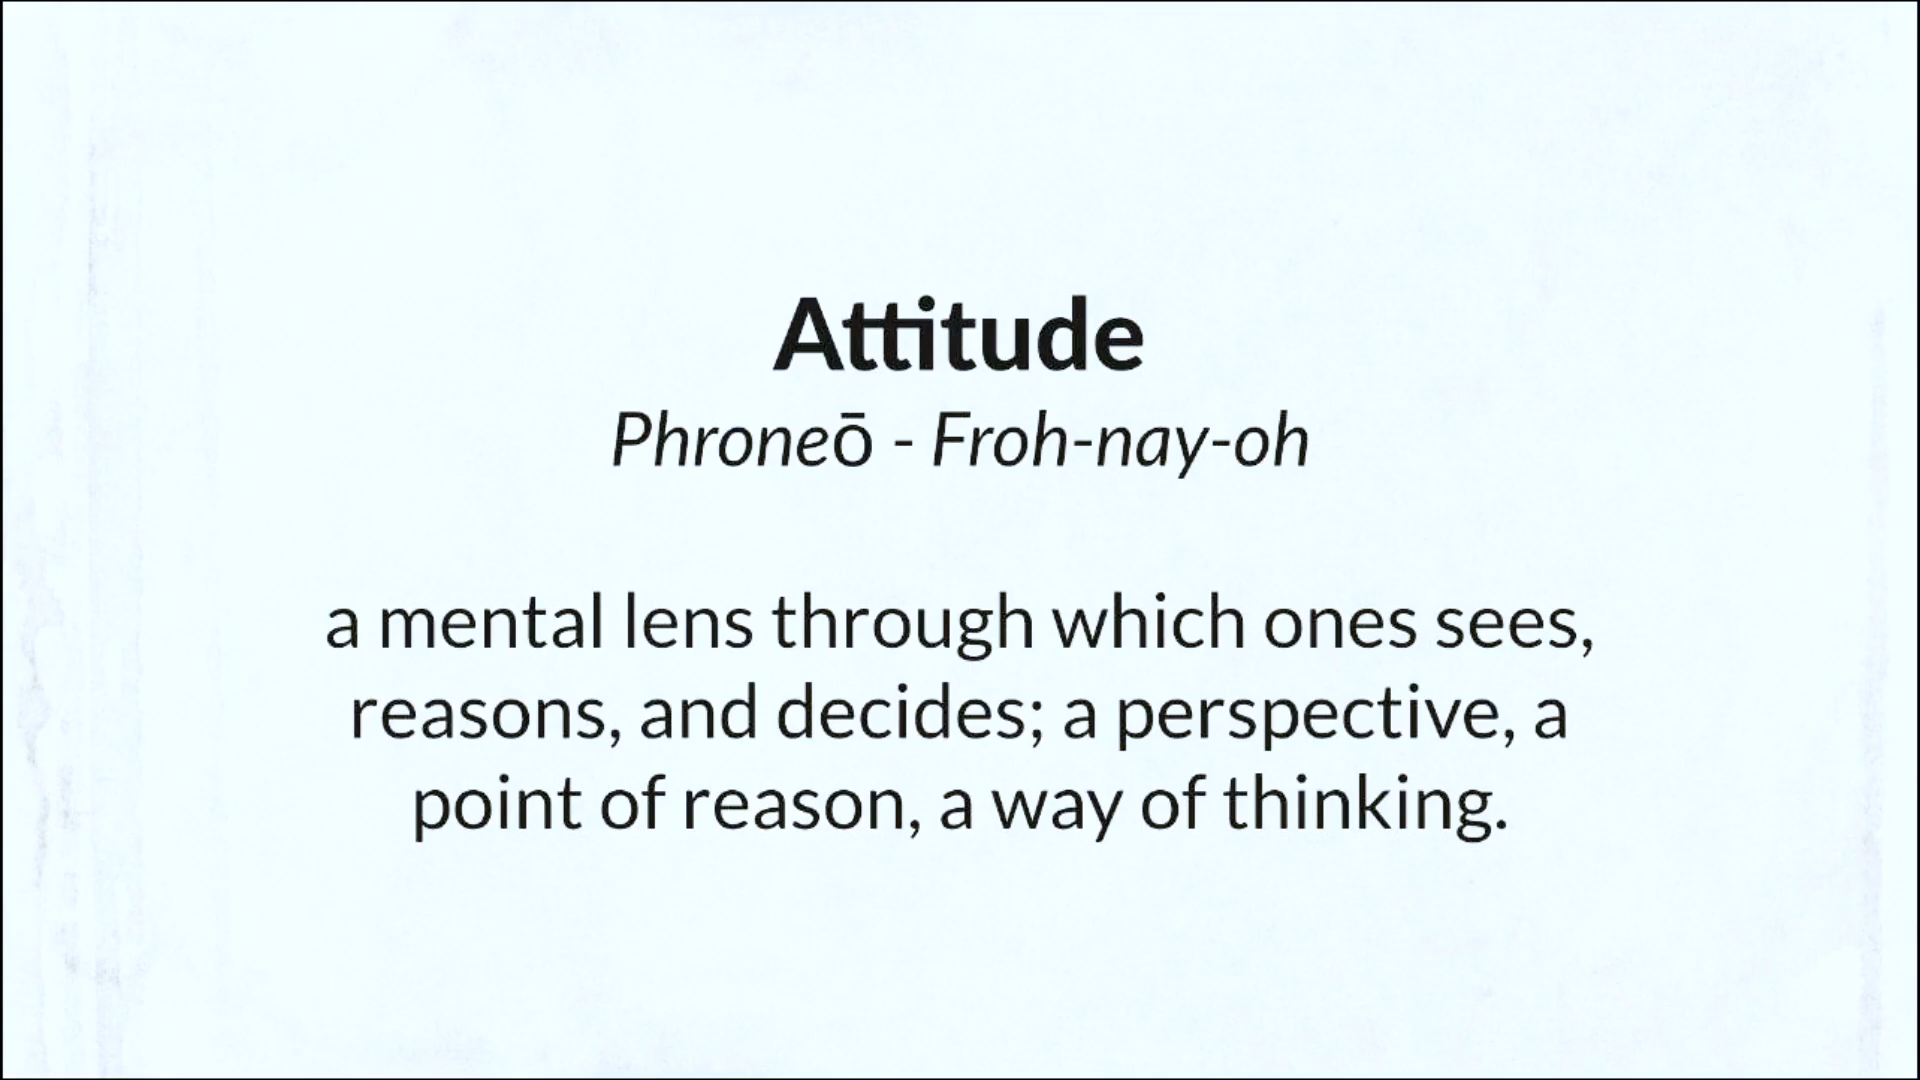 Attitude
Phroneō - Froh-nay-oh
a mental lens through which ones sees,
reasons, and decides; a perspective, a
point of reason, a way of thinking.